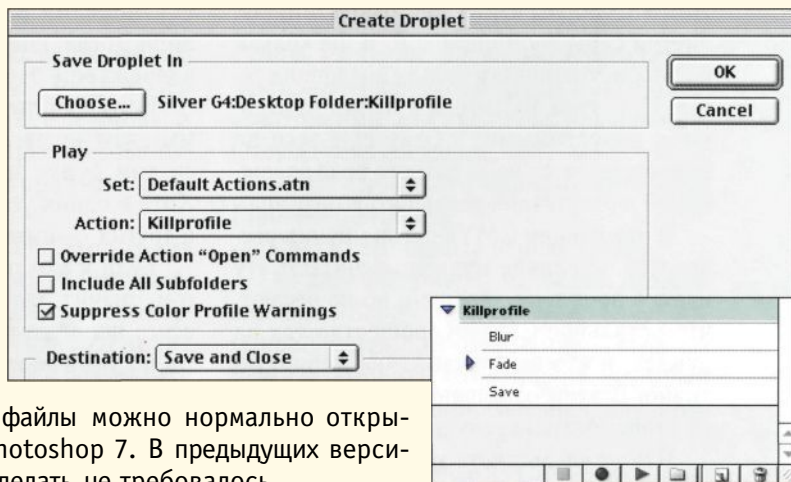 Create Droplet
Save Droplet In
Choose... Silver G4:Desktop Folder:Killprofile
OK
Cancel
Play
Set: Default Actions.atn
Action: Killprofile
Override Action “Open” Commands
Include All Subfolders
Suppress Color Profile Warnings
Destination: Save and Close
Killprofile
Blur
Fade
Save
файлы можно нормально откры-
hotoshop 7. В предыдущих верси-